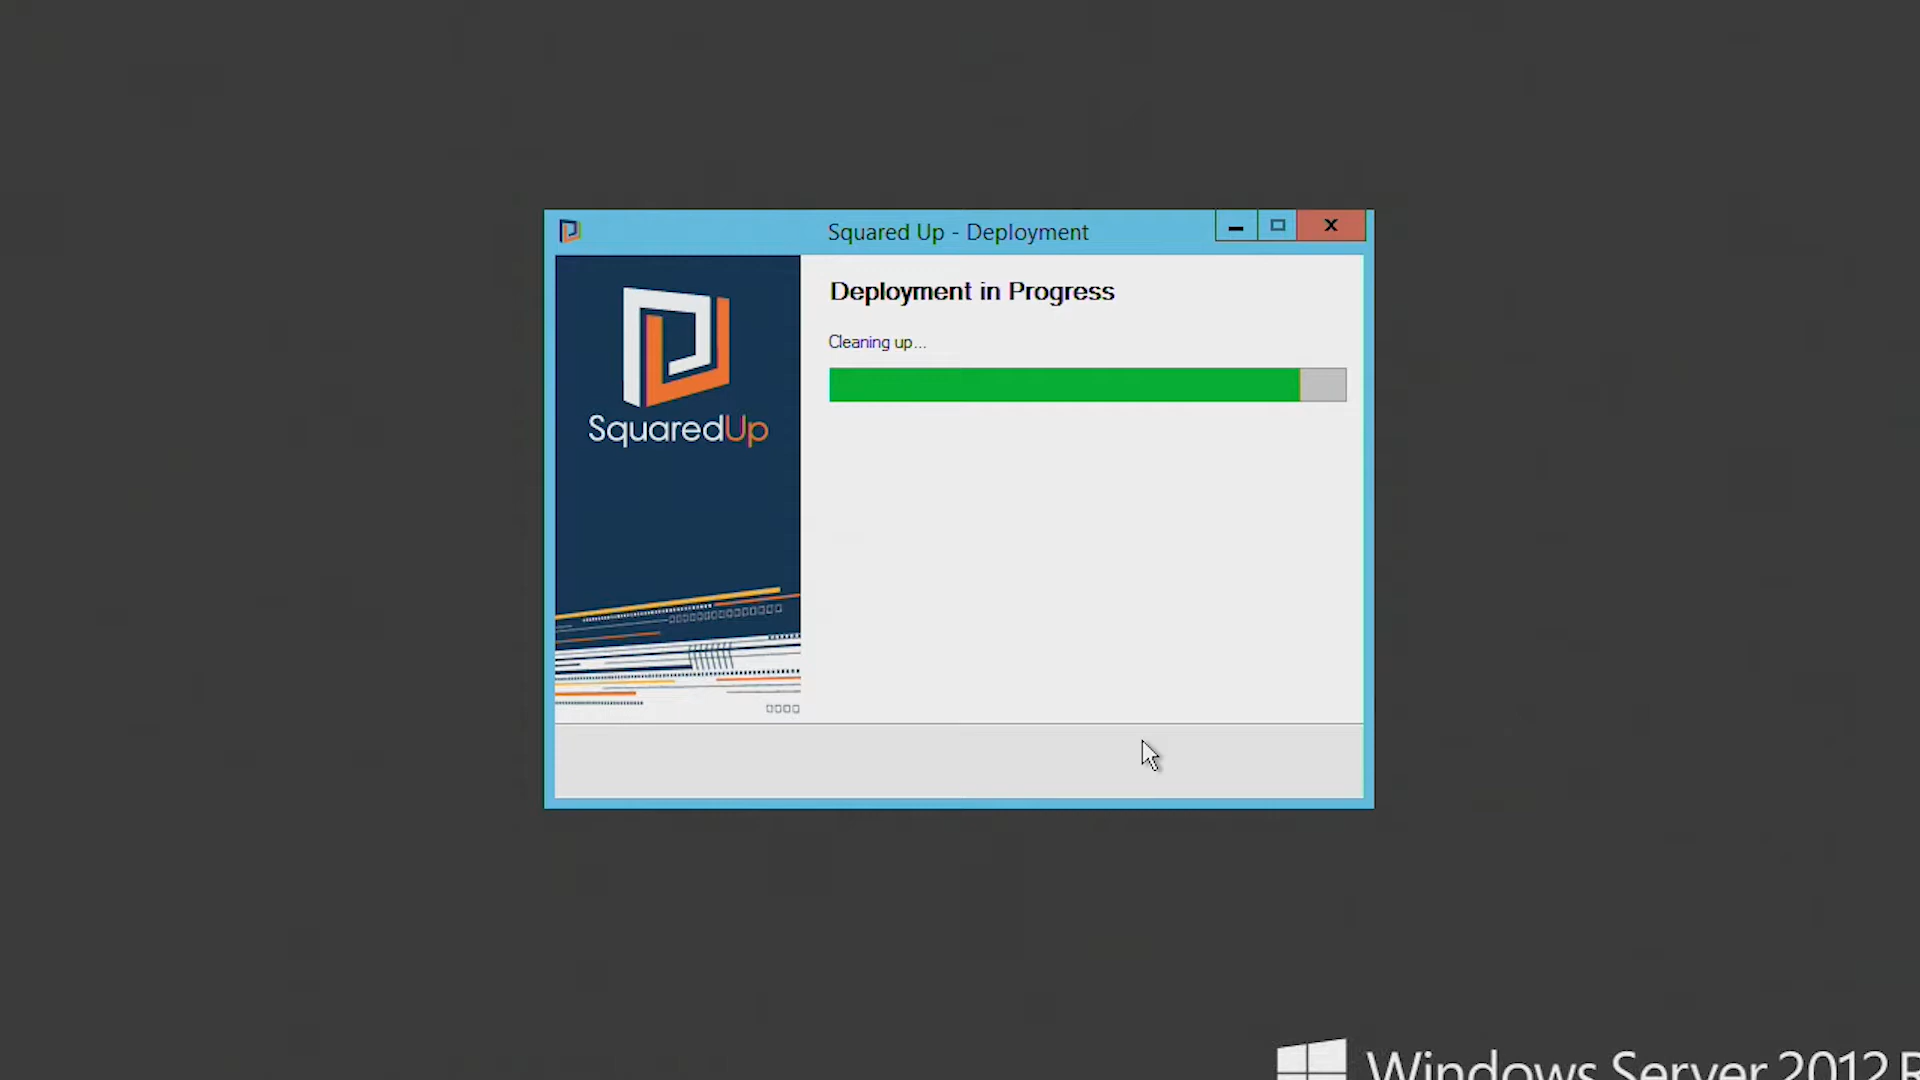 Squared Up - Deployment
Deployment in Progress
Cleaning up...
SquaredUp
Windows Server 2012 R